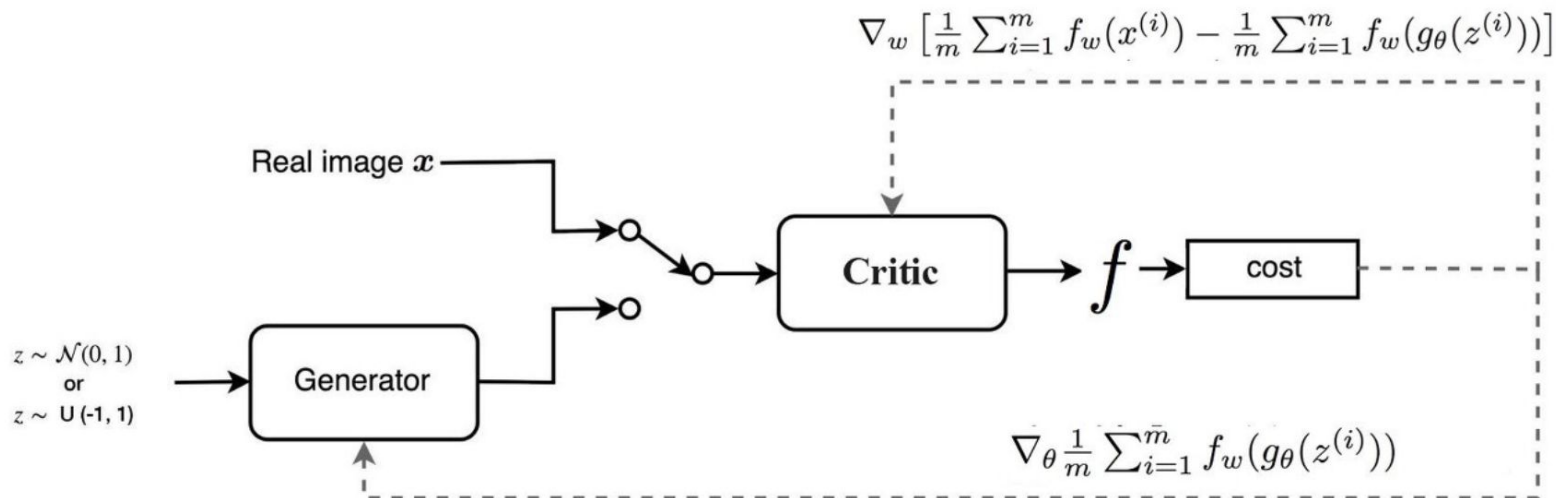 ∇_w [1/m ∑_{i=1}^m f_w(x^{(i)}) − 1/m ∑_{i=1}^m f_w(g_θ(z^{(i)}))]
Real image x
Critic
f
cost
z ~ 𝒩(0, 1)
or
z ~ U (-1, 1)
Generator
∇_θ 1/m ∑_{i=1}^m f_w(g_θ(z^{(i)}))